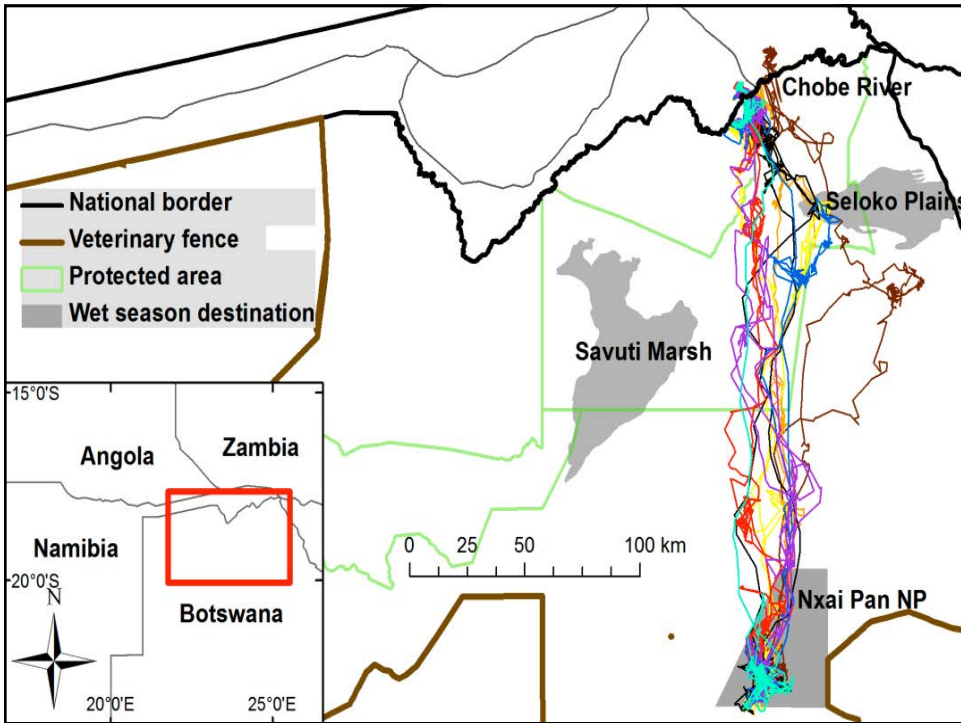 Chobe River
National border
Seloko Plains
Veterinary fence
Protected area
Wet season destination
Savuti Marsh
15°0'S
Angola
Zambia
Namibia
0 25 50 100 km
20°0'S
N
Botswana
Nxai Pan NP
20°0'E 25°0'E